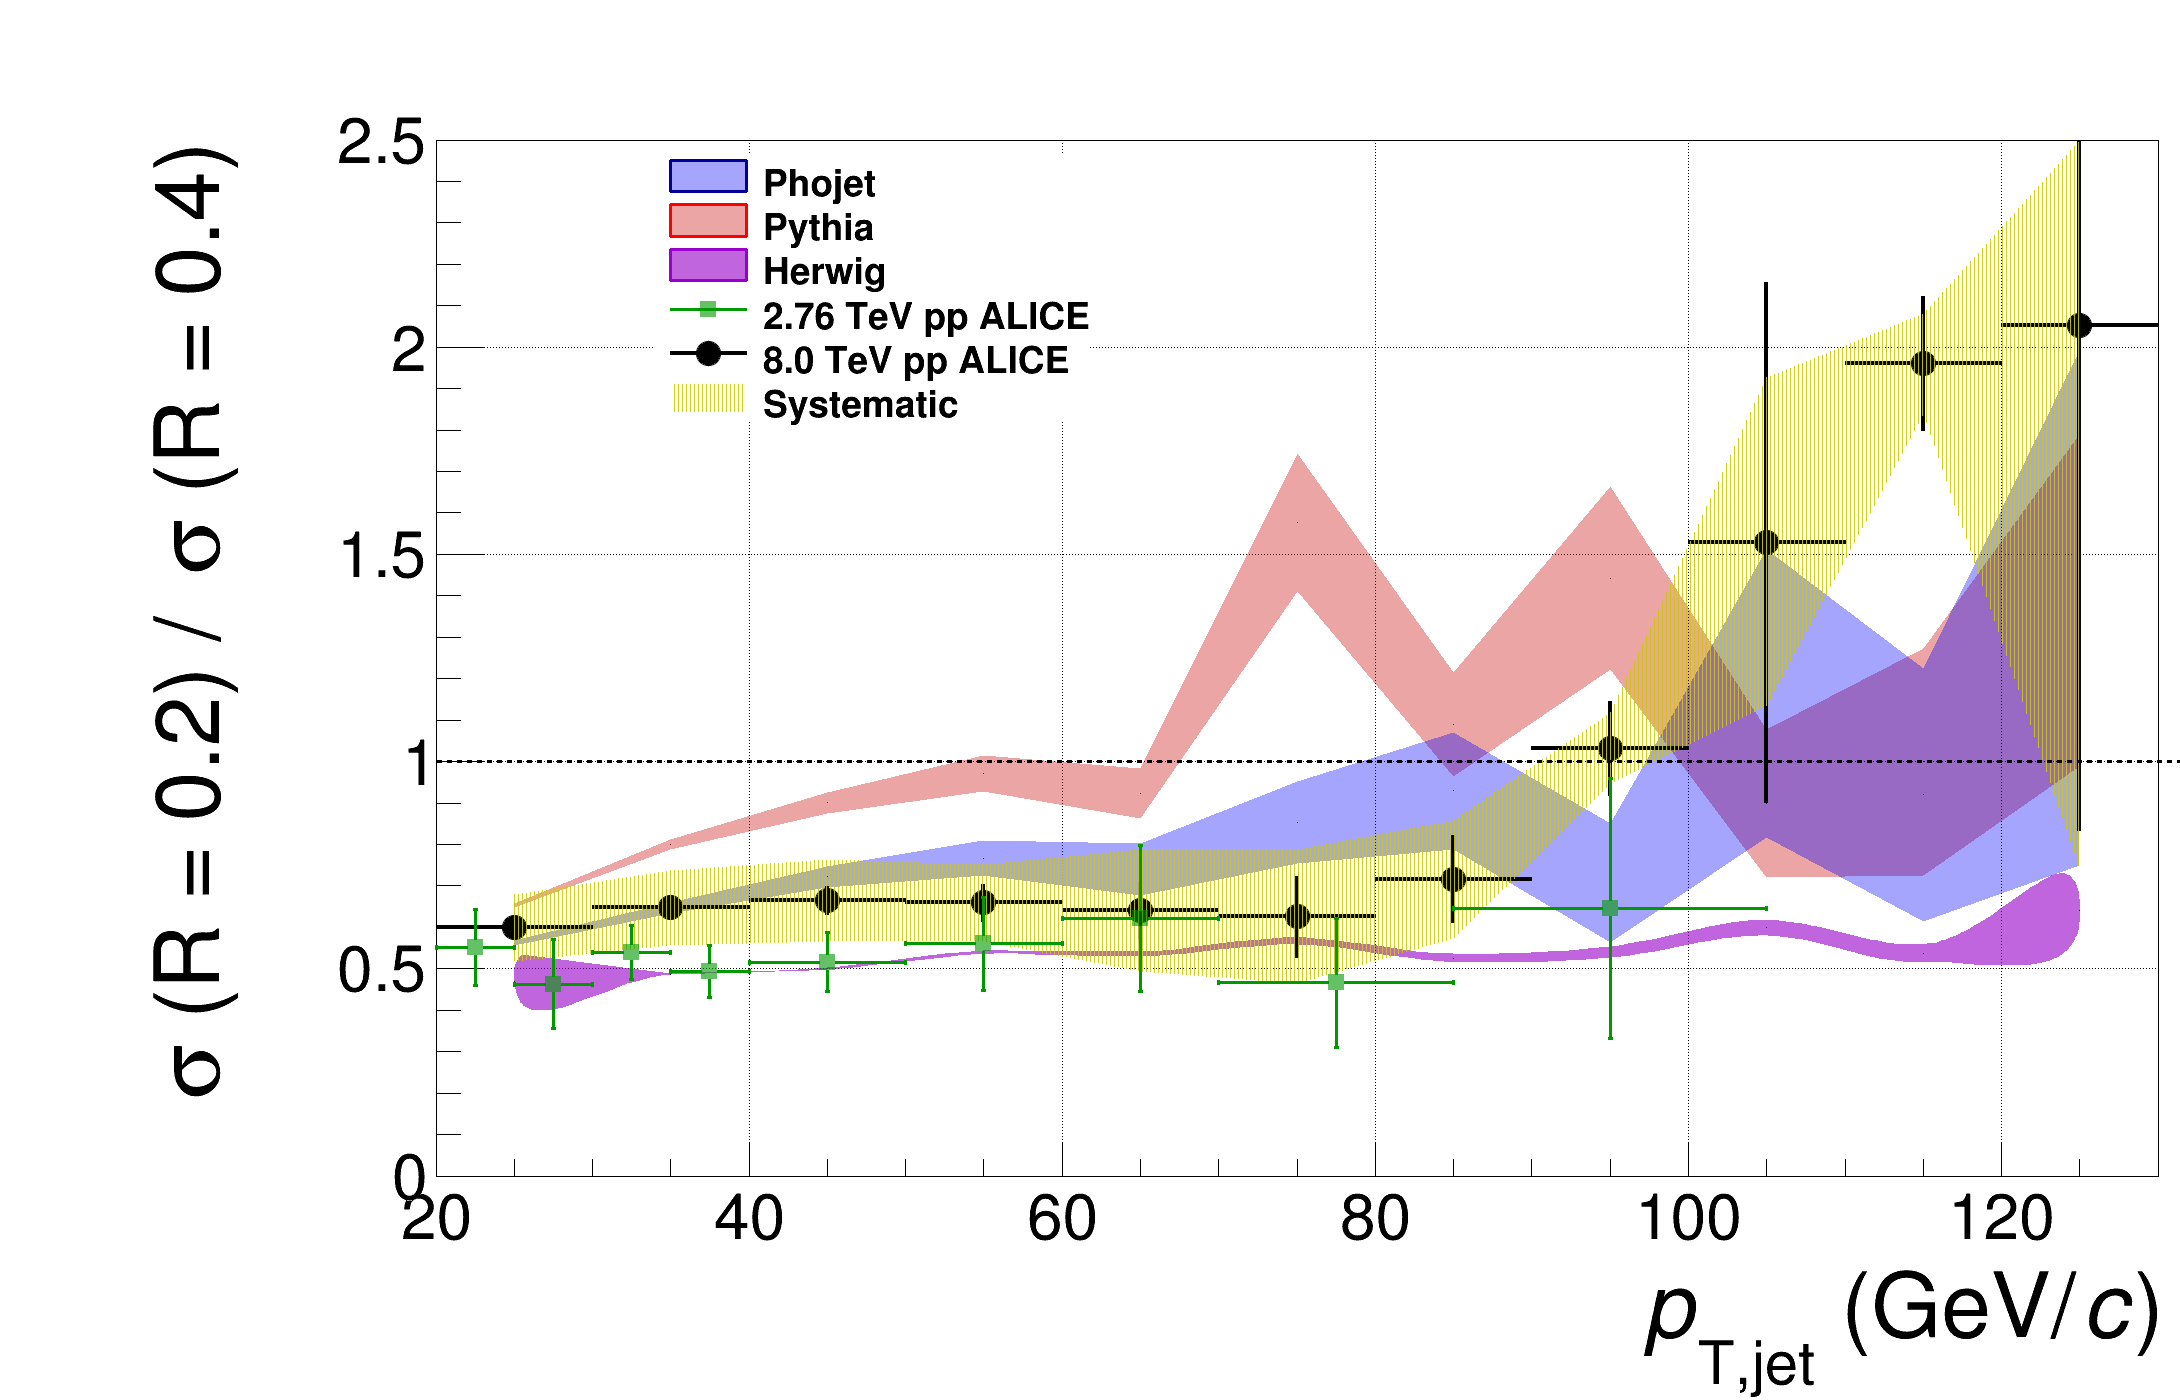 σ (R = 0.2) / σ (R = 0.4)
2.5
2
1.5
1
0.5
0
Phojet
Pythia
Herwig
2.76 TeV pp ALICE
8.0 TeV pp ALICE
Systematic
20 40 60 80 100 120
p T,jet (GeV/c)